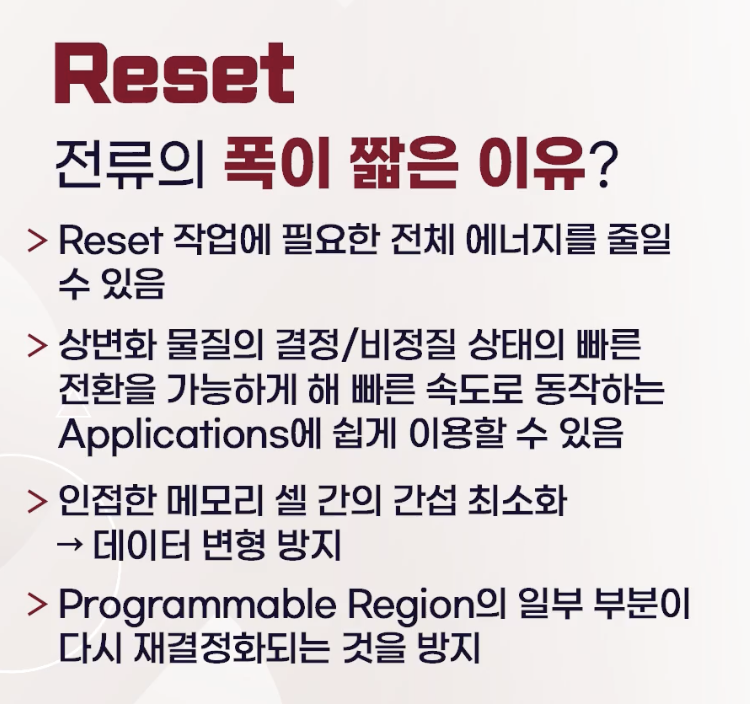 Reset
전류의 폭이 짧은 이유?
> Reset 작업에 필요한 전체 에너지를 줄일
수 있음
> 상변화 물질의 결정/비정질 상태의 빠른
전환을 가능하게 해 빠른 속도로 동작하는
Applications에 쉽게 이용할 수 있음
> 인접한 메모리 셀 간의 간섭 최소화
→ 데이터 변형 방지
> Programmable Region의 일부 부분이
다시 재결정화되는 것을 방지